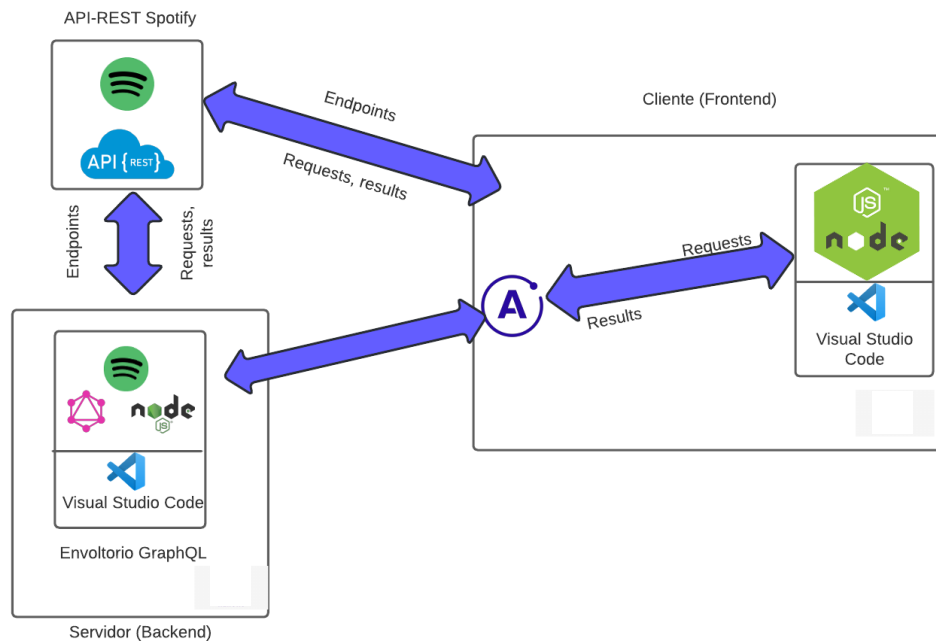 API-REST Spotify
API {REST}
Endpoints
Requests, results
Cliente (Frontend)
JS™
node
Visual Studio
Code
Requests
Results
A
Endpoints
Requests,
results
node
JS
Visual Studio Code
Envoltorio GraphQL
Servidor (Backend)